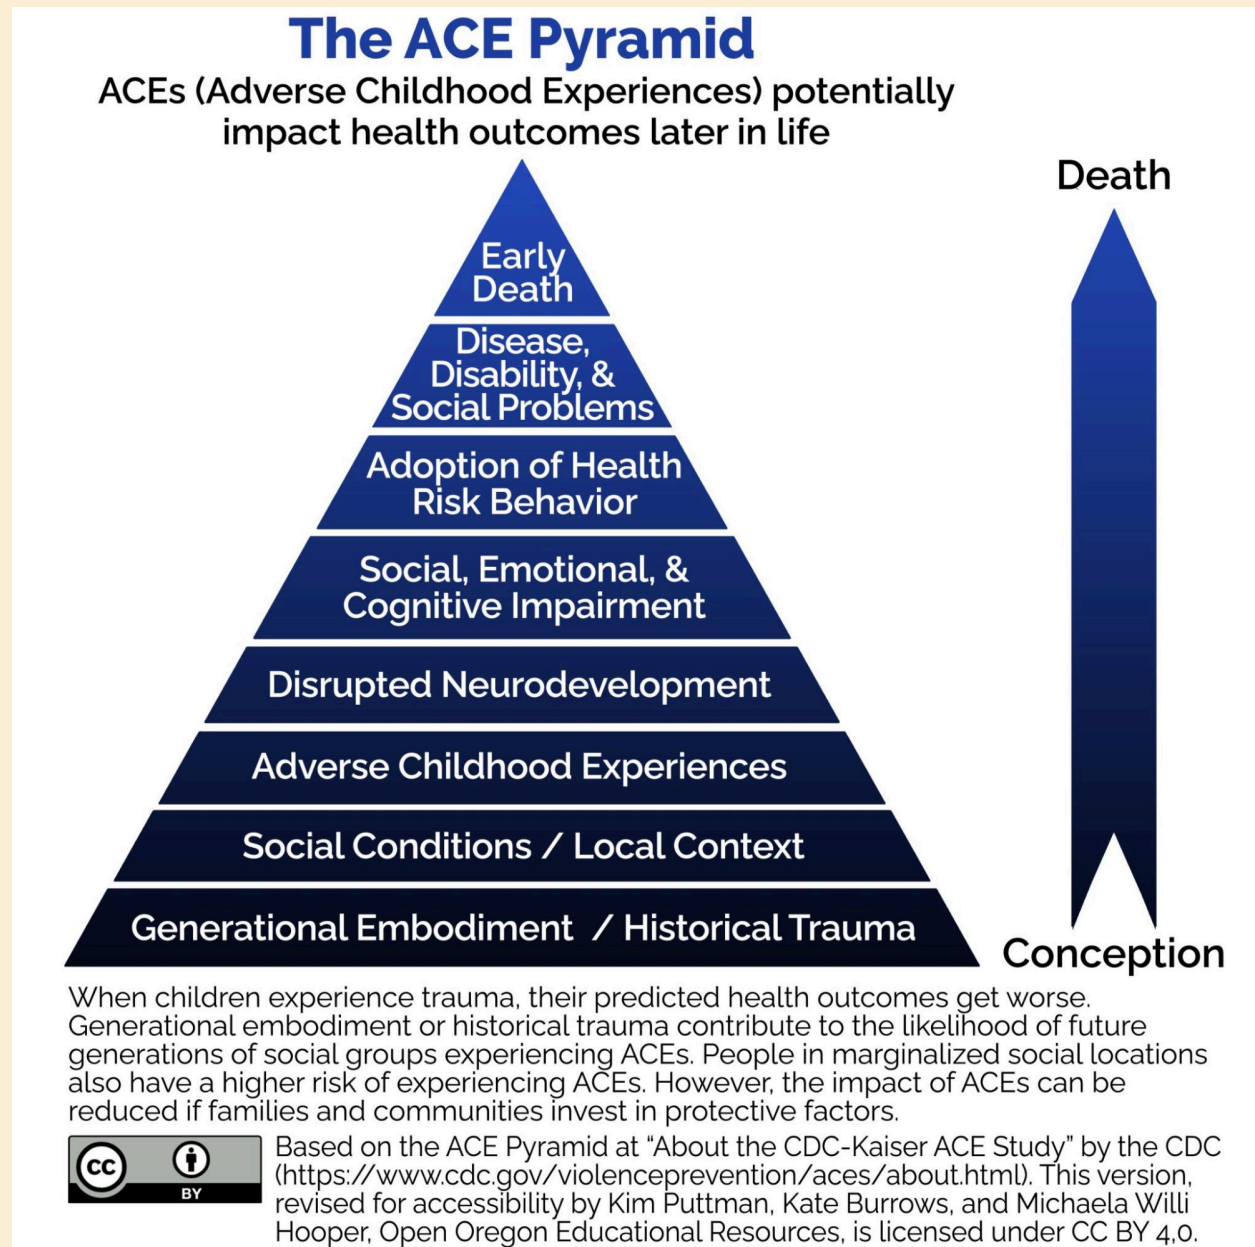 The ACE Pyramid
ACEs (Adverse Childhood Experiences) potentially
impact health outcomes later in life
Death
Early
Death
Disease,
Disability, &
Social Problems
Adoption of Health
Risk Behavior
Social, Emotional, &
Cognitive Impairment
Disrupted Neurodevelopment
Adverse Childhood Experiences
Social Conditions / Local Context
Generational Embodiment / Historical Trauma
Conception
When children experience trauma, their predicted health outcomes get worse.
Generational embodiment or historical trauma contribute to the likelihood of future
generations of social groups experiencing ACEs. People in marginalized social locations
also have a higher risk of experiencing ACEs. However, the impact of ACEs can be
reduced if families and communities invest in protective factors.
cc
BY
Based on the ACE Pyramid at “About the CDC-Kaiser ACE Study” by the CDC
(https://www.cdc.gov/violenceprevention/aces/about.html). This version,
revised for accessibility by Kim Puttman, Kate Burrows, and Michaela Willi
Hooper, Open Oregon Educational Resources, is licensed under CC BY 4,0.